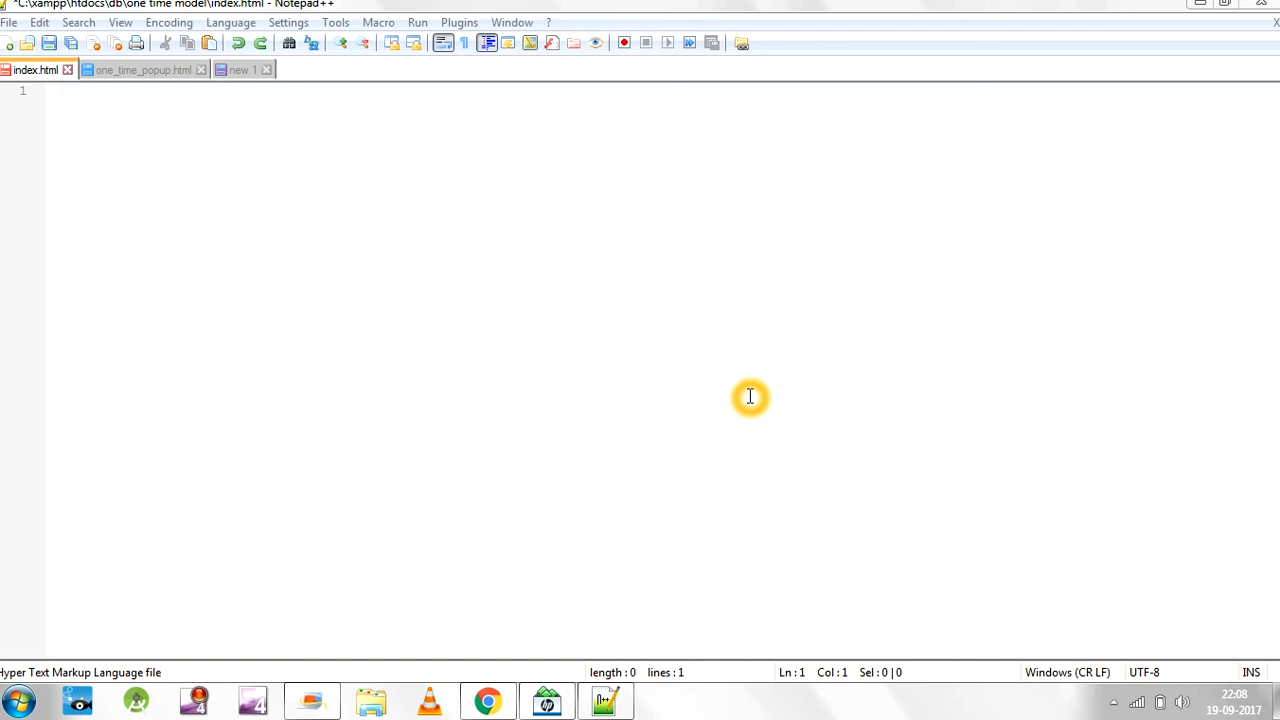 *C:\xampp\htdocs\db\one time model\index.html - Notepad++
File Edit Search View Encoding Language Settings Tools Macro Run Plugins Window ? X
index.html one_time_popup.html new 1
1
Hyper Text Markup Language file length : 0 lines : 1 Ln : 1 Col : 1 Sel : 0 | 0 Windows (CR LF) UTF-8 INS
22:08
19-09-2017